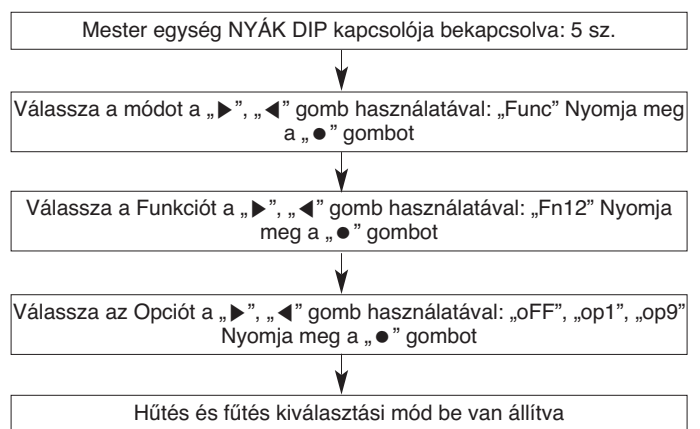 Mester egység NYÁK DIP kapcsolója bekapcsolva: 5 sz.
Válassza a módot a „▶”, „◀” gomb használatával: „Func” Nyomja meg
a „●” gombot
Válassza a Funkciót a „▶”, „◀” gomb használatával: „Fn12” Nyomja
meg a „●” gombot
Válassza az Opciót a „▶”, „◀” gomb használatával: „oFF”, „op1”, „op9”
Nyomja meg a „●” gombot
Hűtés és fűtés kiválasztási mód be van állítva